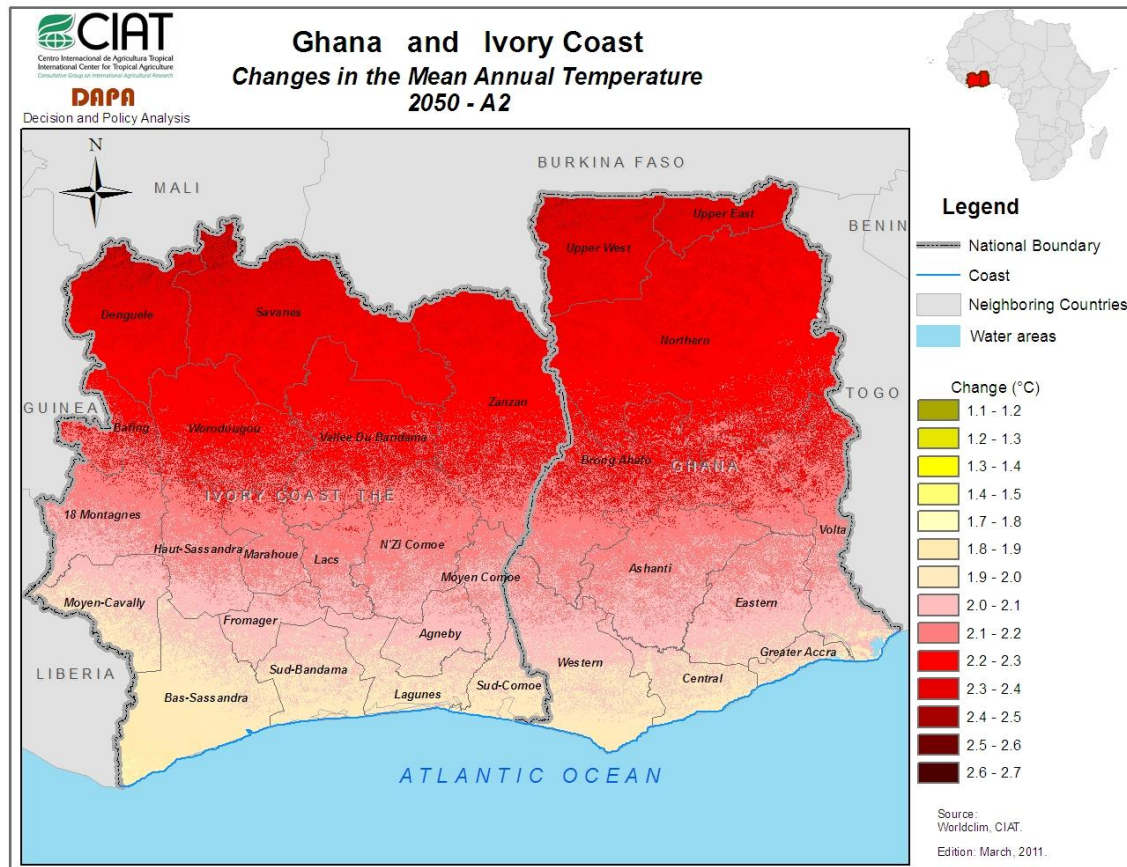 CIAT
Centro Internacional de Agricultura Tropical
International Center for Tropical Agriculture
Consultative Group on International Agricultural Research
DAPA
Decision and Policy Analysis
Ghana and Ivory Coast
Changes in the Mean Annual Temperature
2050 - A2
N
MALI
BURKINA FASO
BENIN
Upper East
Upper West
Denguele
Savanes
Northern
TOGO
GUINEA
Zanzan
Bafing
Worodougou
Vallee Du Bandama
Brong Ahafo
GHANA
IVORY COAST THE
18 Montagnes
Volta
Haut-Sassandra
Marahoue
Lacs
N'Zi Comoe
Moyen Comoe
Ashanti
Moyen-Cavally
Eastern
Fromager
Agneby
Greater Accra
LIBERIA
Sud-Bandama
Western
Central
Bas-Sassandra
Lagunes
Sud-Comoe
ATLANTIC OCEAN
Legend
National Boundary
Coast
Neighboring Countries
Water areas
Change (°C)
1.1 - 1.2
1.2 - 1.3
1.3 - 1.4
1.4 - 1.5
1.7 - 1.8
1.8 - 1.9
1.9 - 2.0
2.0 - 2.1
2.1 - 2.2
2.2 - 2.3
2.3 - 2.4
2.4 - 2.5
2.5 - 2.6
2.6 - 2.7
Source:
Worldclim, CIAT.
Edition: March, 2011.